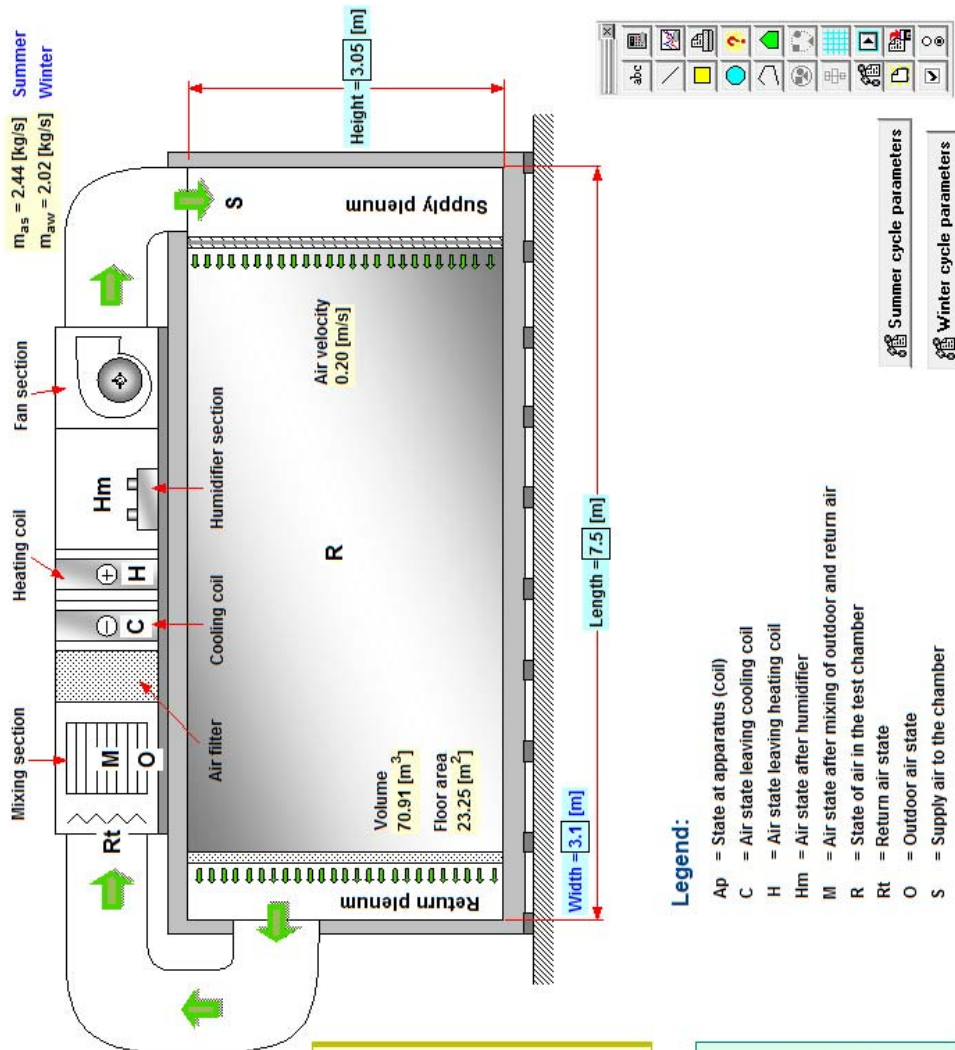 m_as = 2.44 [kg/s] Summer
m_aw = 2.02 [kg/s] Winter
Mixing section
Heating coil
Fan section
Rt
M
O
C
H
Hm
S
Air filter
Cooling coil
Humidifier section
Height = 3.05 [m]
Return plenum
Supply plenum
R
Air velocity
0.20 [m/s]
Volume
70.91 [m³]
Floor area
23.25 [m²]
Width = 3.1 [m]
Length = 7.5 [m]
Legend:
Ap = State at apparatus (coil)
C = Air state leaving cooling coil
H = Air state leaving heating coil
Hm = Air state after humidifier
M = Air state after mixing of outdoor and return air
R = State of air in the test chamber
Rt = Return air state
O = Outdoor air state
S = Supply air to the chamber
Summer cycle parameters
Winter cycle parameters
abc